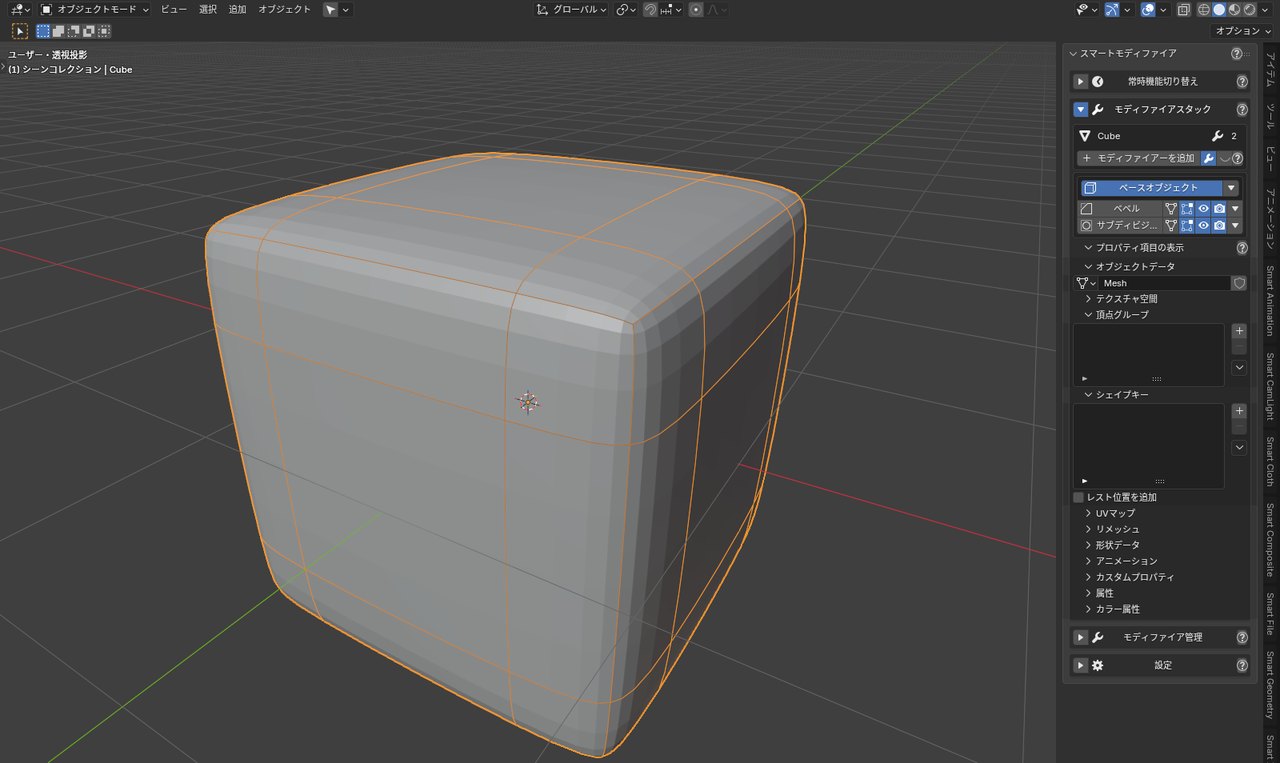 オブジェクトモード ビュー 選択 追加 オブジェクト グローバル
オプション
ユーザー・透視投影
(1) シーンコレクション | Cube
スマートモディファイア
常時機能切り替え
モディファイアスタック
Cube 2
モディファイアーを追加
ベースオブジェクト
ベベル
サブディビジ...
プロパティ項目の表示
オブジェクトデータ
Mesh
テクスチャ空間
頂点グループ
シェイプキー
レスト位置を追加
UVマップ
リメッシュ
形状データ
アニメーション
カスタムプロパティ
属性
カラー属性
モディファイア管理
設定
アイテム
ツール
ビュー
アニメーション
Smart Animation
Smart CamLight
Smart Cloth
Smart Composite
Smart File
Smart Geometry
Smart